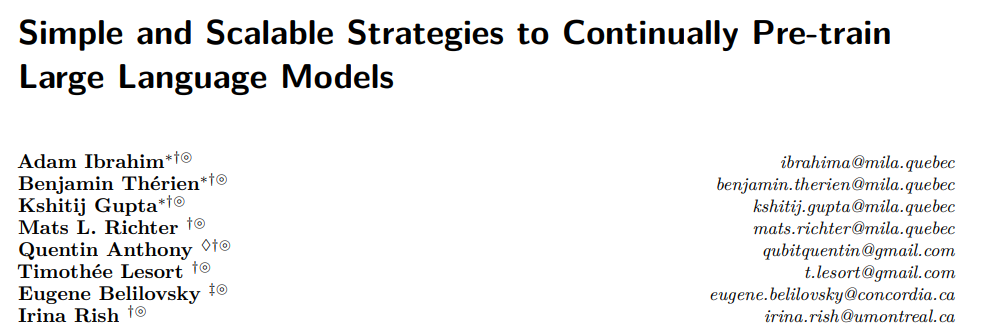 Simple and Scalable Strategies to Continually Pre-train
Large Language Models
Adam Ibrahim*†◎ ibrahima@mila.quebec
Benjamin Thérien*†◎ benjamin.therien@mila.quebec
Kshitij Gupta*†◎ kshitij.gupta@mila.quebec
Mats L. Richter †◎ mats.richter@mila.quebec
Quentin Anthony ◊†◎ qubitquentin@gmail.com
Timothée Lesort †◎ t.lesort@gmail.com
Eugene Belilovsky ‡◎ eugene.belilovsky@concordia.ca
Irina Rish †◎ irina.rish@umontreal.ca